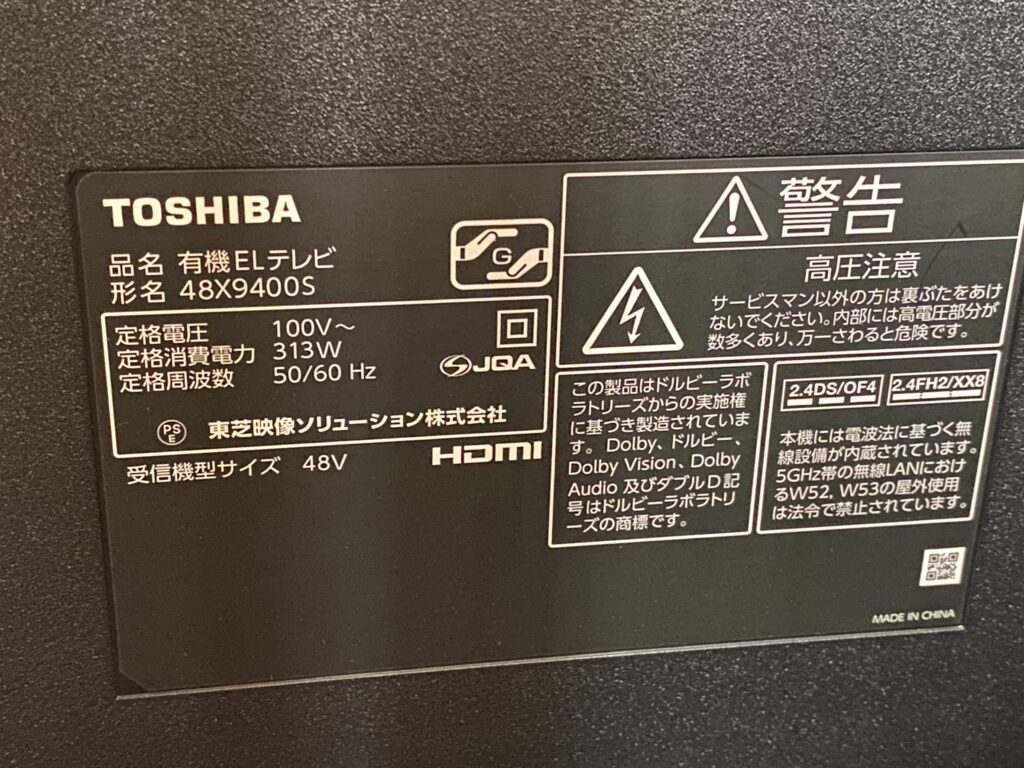 TOSHIBA
品名 有機ELテレビ
形名 48X9400S
G
定格電圧 100V～
定格消費電力 313W
定格周波数 50/60 Hz
JQA
PS
E
東芝映像ソリューション株式会社
受信機型サイズ 48V
HDMI
警告
高圧注意
サービスマン以外の方は裏ぶたをあけ
ないでください。内部には高電圧部分が
数多くあり、万一さわると危険です。
この製品はドルビーラボ
ラトリーズからの実施権
に基づき製造されていま
す。Dolby、ドルビー、
Dolby Vision、Dolby
Audio 及びダブルD記
号はドルビーラボラトリ
ーズの商標です。
2.4DS/OF4
2.4FH2/XX8
本機には電波法に基づく無
線設備が内蔵されています。
5GHz帯の無線LANにおけ
るW52, W53の屋外使用
は法令で禁止されています。
MADE IN CHINA